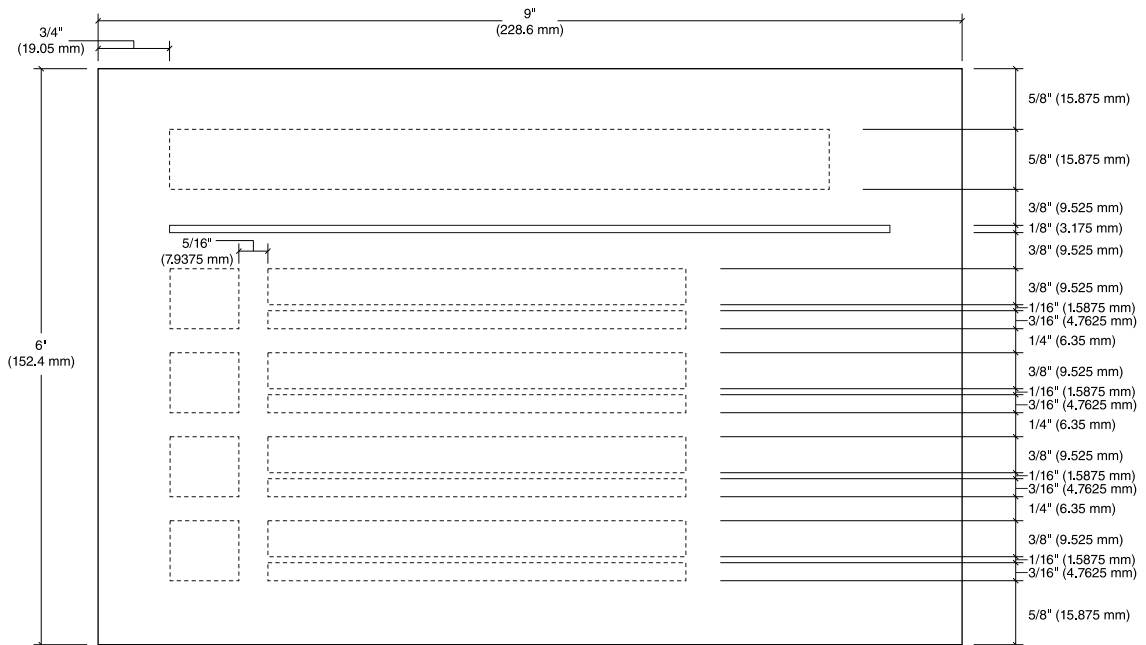 9"
(228.6 mm)
3/4"
(19.05 mm)
5/8" (15.875 mm)
5/8" (15.875 mm)
3/8" (9.525 mm)
1/8" (3.175 mm)
3/8" (9.525 mm)
5/16"
(7.9375 mm)
3/8" (9.525 mm)
1/16" (1.5875 mm)
3/16" (4.7625 mm)
1/4" (6.35 mm)
6"
(152.4 mm)
3/8" (9.525 mm)
1/16" (1.5875 mm)
3/16" (4.7625 mm)
1/4" (6.35 mm)
3/8" (9.525 mm)
1/16" (1.5875 mm)
3/16" (4.7625 mm)
1/4" (6.35 mm)
3/8" (9.525 mm)
1/16" (1.5875 mm)
3/16" (4.7625 mm)
5/8" (15.875 mm)